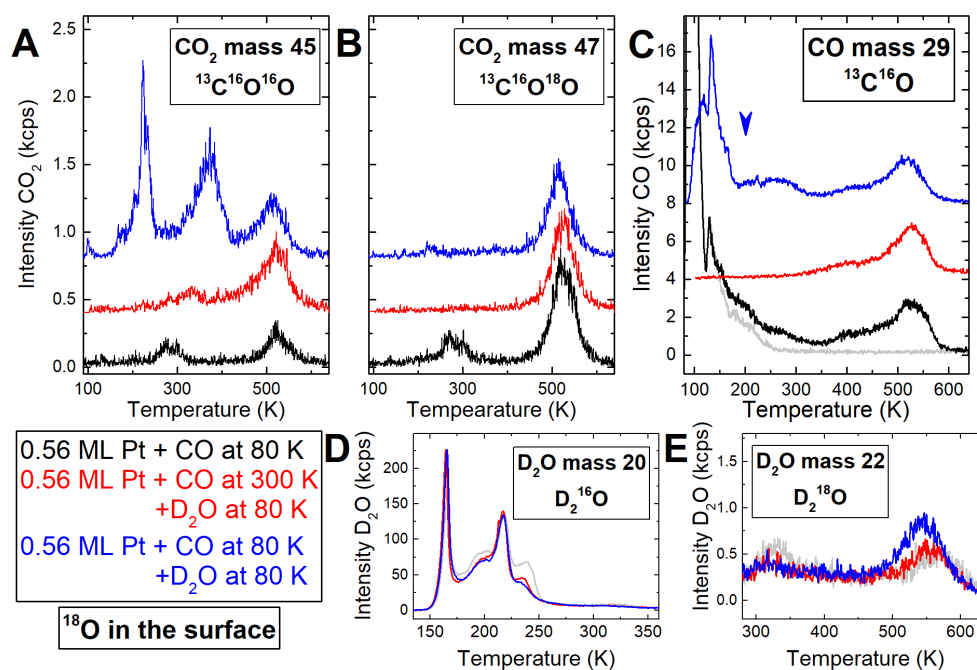 A
CO₂ mass 45
¹³C¹⁶O¹⁶O
Intensity CO₂ (kcps)
2.5
2.0
1.5
1.0
0.5
0.0
100 300 500
Temperature (K)
B
CO₂ mass 47
¹³C¹⁶O¹⁸O
100 300 500
Tempearature (K)
C
CO mass 29
¹³C¹⁶O
Intensity CO (kcps)
16
12
8
4
0
100 200 300 400 500 600
Temperature (K)
0.56 ML Pt + CO at 80 K
0.56 ML Pt + CO at 300 K
+D₂O at 80 K
0.56 ML Pt + CO at 80 K
+D₂O at 80 K
¹⁸O in the surface
D
D₂O mass 20
D₂¹⁶O
Intensity D₂O (kcps)
200
150
100
50
0
150 200 250 300 350
Temperature (K)
E
D₂O mass 22
D₂¹⁸O
Intensity D₂O (kcps)
1.5
1.0
0.5
0.0
300 400 500 600
Temperature (K)